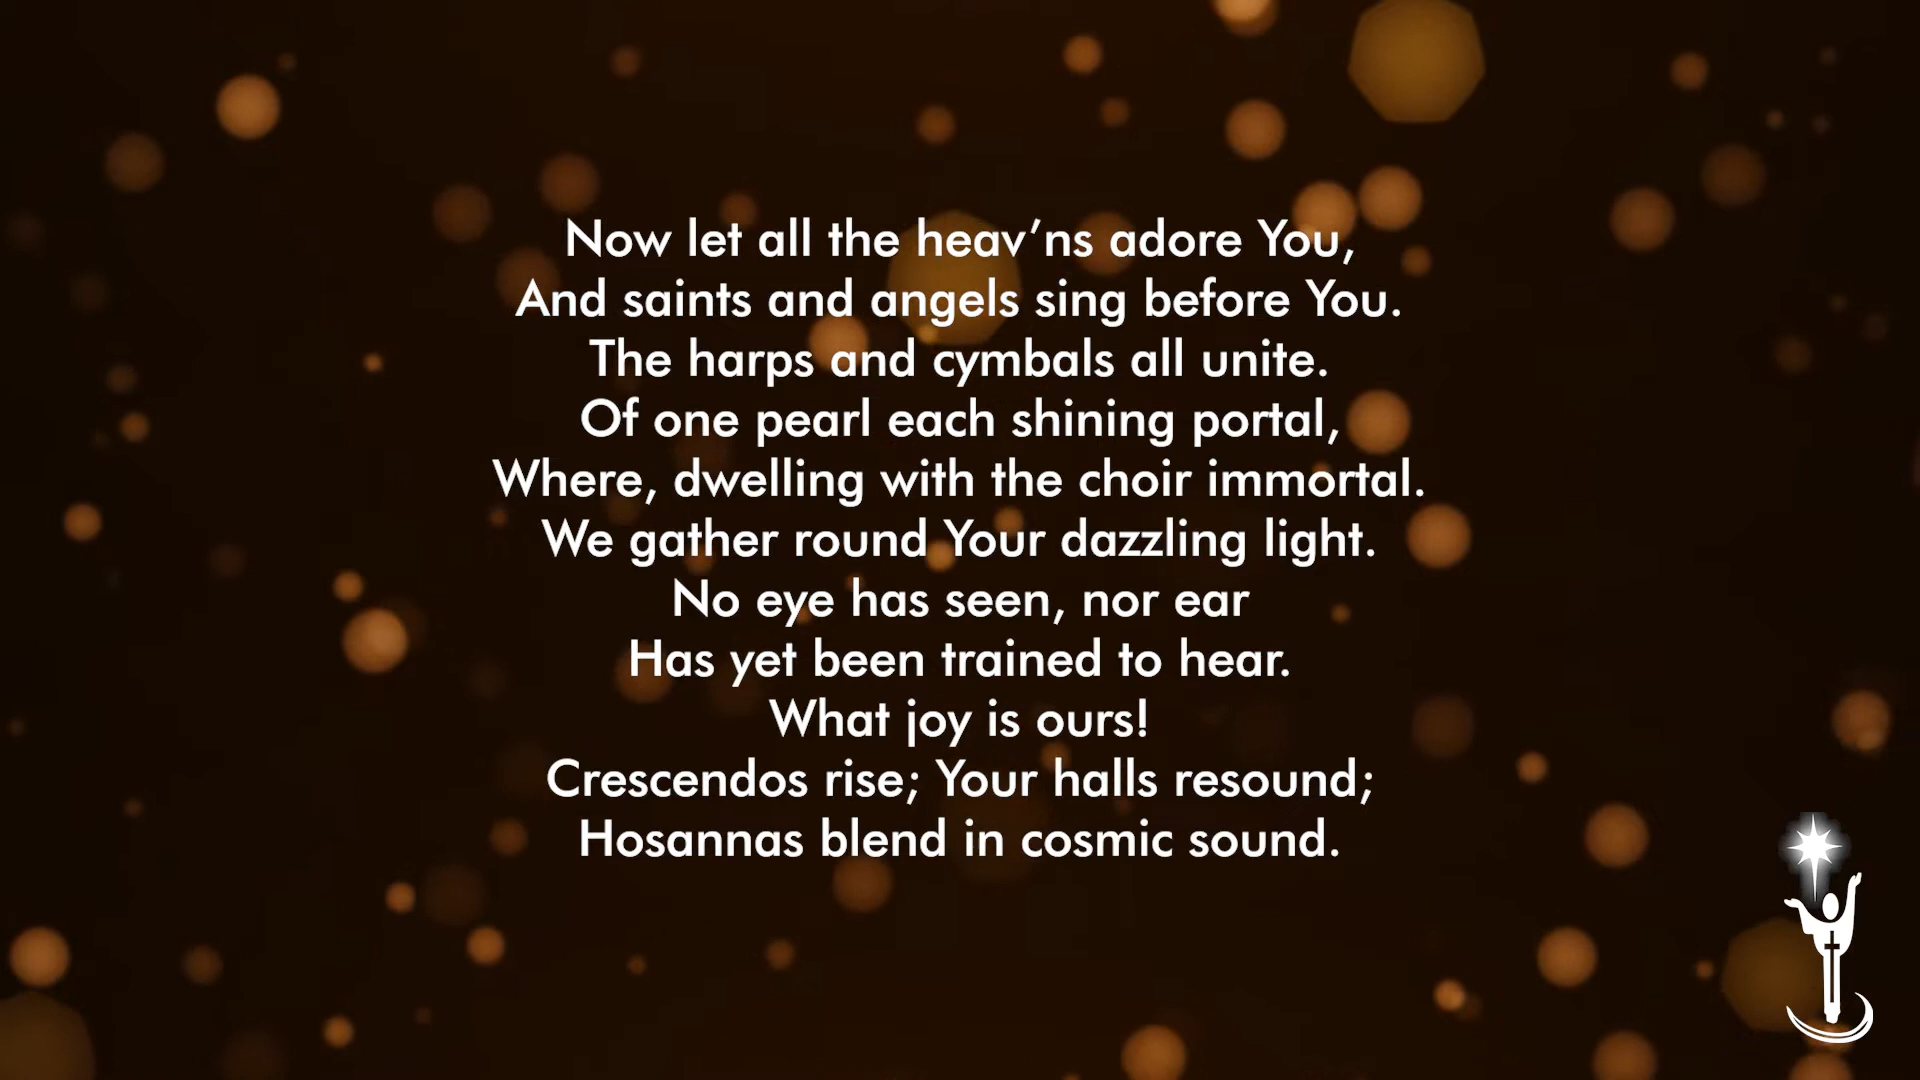 Now let all the heav’ns adore You,
And saints and angels sing before You.
The harps and cymbals all unite.
Of one pearl each shining portal,
Where, dwelling with the choir immortal.
We gather round Your dazzling light.
No eye has seen, nor ear
Has yet been trained to hear.
What joy is ours!
Crescendos rise; Your halls resound;
Hosannas blend in cosmic sound.